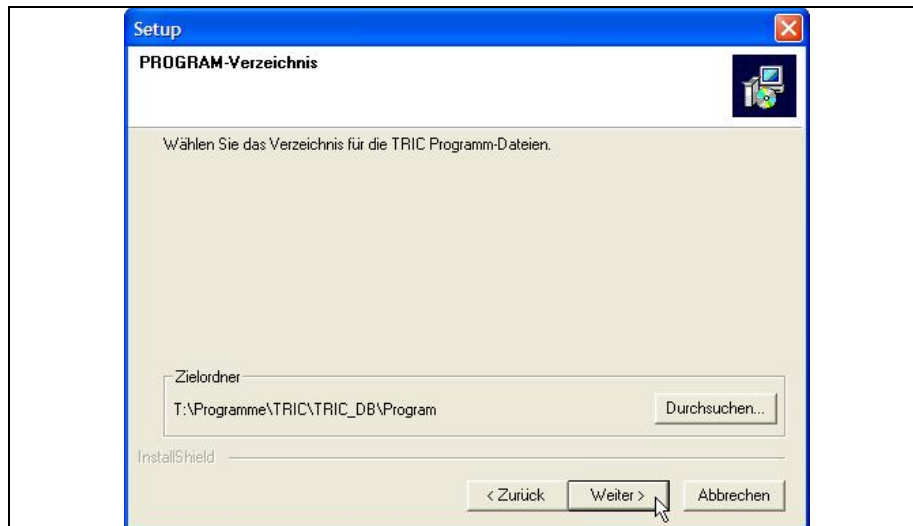 Setup
PROGRAM-Verzeichnis
Wählen Sie das Verzeichnis für die TRIC Programm-Dateien.
Zielordner
T:\Programme\TRIC\TRIC_DB\Program
Durchsuchen...
InstallShield
< Zurück
Weiter >
Abbrechen